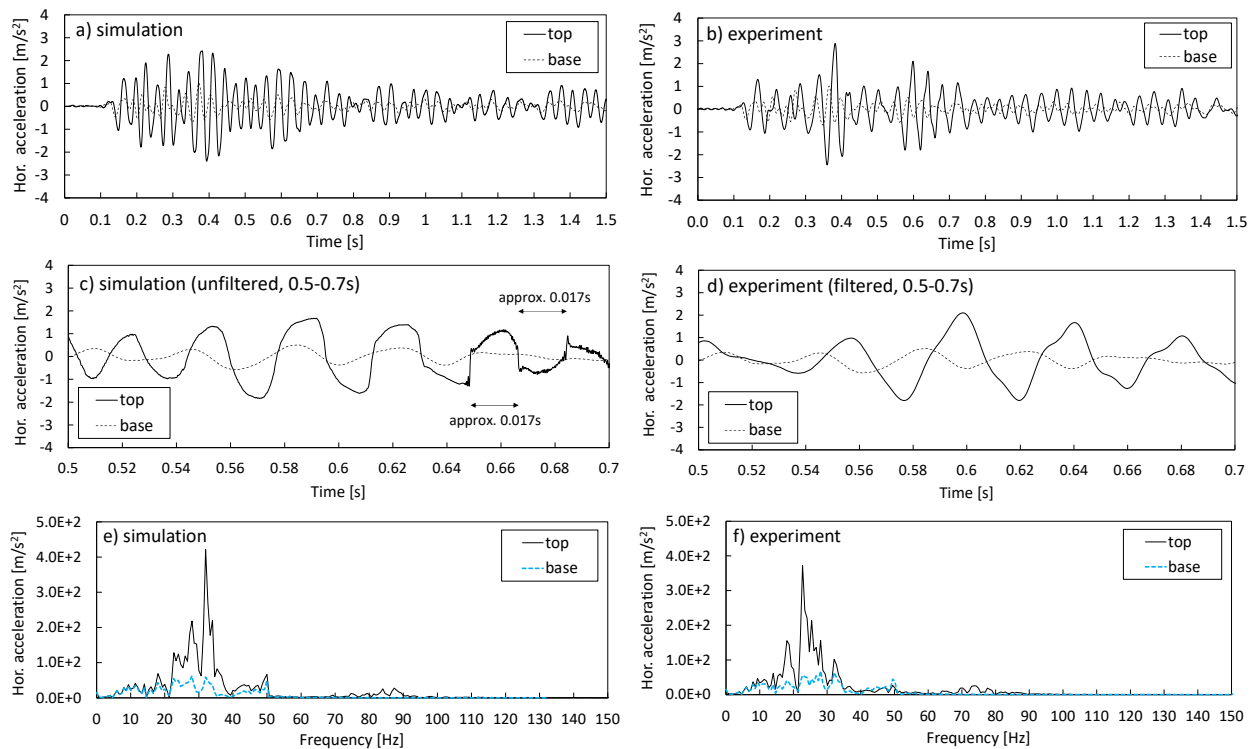 a) simulation
top
base
Hor. acceleration [m/s²]
4
3
2
1
0
-1
-2
-3
-4
0 0.1 0.2 0.3 0.4 0.5 0.6 0.7 0.8 0.9 1 1.1 1.2 1.3 1.4 1.5
Time [s]
b) experiment
top
base
Hor. acceleration [m/s²]
4
3
2
1
0
-1
-2
-3
-4
0.0 0.1 0.2 0.3 0.4 0.5 0.6 0.7 0.8 0.9 1.0 1.1 1.2 1.3 1.4 1.5
Time [s]
c) simulation (unfiltered, 0.5-0.7s)
approx. 0.017s
approx. 0.017s
top
base
Hor. acceleration [m/s²]
4
3
2
1
0
-1
-2
-3
-4
0.5 0.52 0.54 0.56 0.58 0.6 0.62 0.64 0.66 0.68 0.7
Time [s]
d) experiment (filtered, 0.5-0.7s)
top
base
Hor. acceleration [m/s²]
4
3
2
1
0
-1
-2
-3
-4
0.5 0.52 0.54 0.56 0.58 0.6 0.62 0.64 0.66 0.68 0.7
Time [s]
e) simulation
top
base
Hor. acceleration [m/s²]
5.0E+2
4.0E+2
3.0E+2
2.0E+2
1.0E+2
0.0E+0
0 10 20 30 40 50 60 70 80 90 100 110 120 130 140 150
Frequency [Hz]
f) experiment
top
base
Hor. acceleration [m/s²]
5.0E+2
4.0E+2
3.0E+2
2.0E+2
1.0E+2
0.0E+0
0 10 20 30 40 50 60 70 80 90 100 110 120 130 140 150
Frequency [Hz]